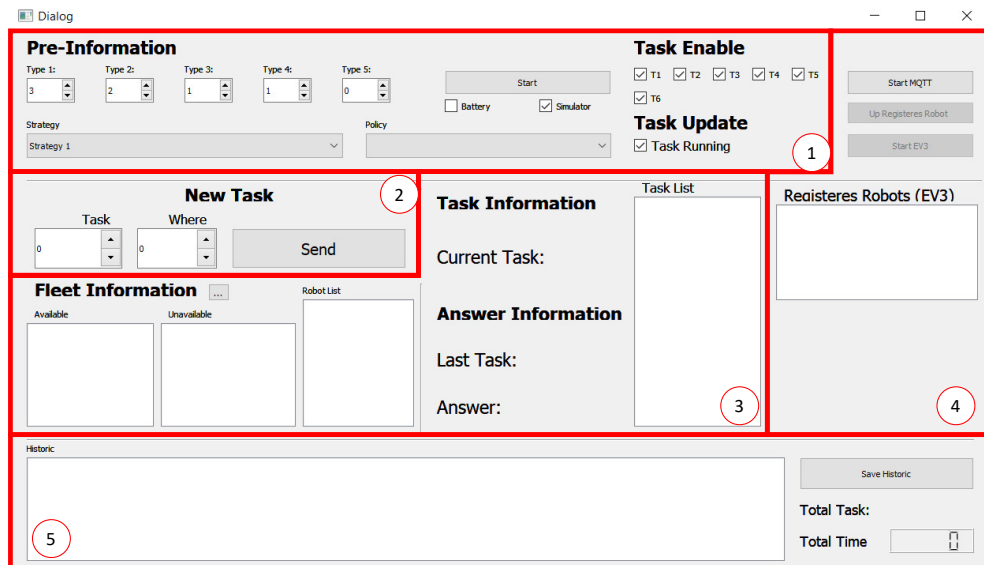 Dialog
Pre-Information
Type 1:
Type 2:
Type 3:
Type 4:
Type 5:
3
2
1
1
0
Start
Battery
Simulator
Strategy
Policy
Strategy 1
Task Enable
T1
T2
T3
T4
T5
T6
Task Update
Task Running
1
Start MQTT
Up Registeres Robot
Start EV3
New Task
2
Task
Where
0
0
Send
Fleet Information
...
Robot List
Available
Unavailable
Task Information
Current Task:
Answer Information
Last Task:
Answer:
Task List
3
Registeres Robots (EV3)
4
Historic
5
Save Historic
Total Task:
Total Time
0